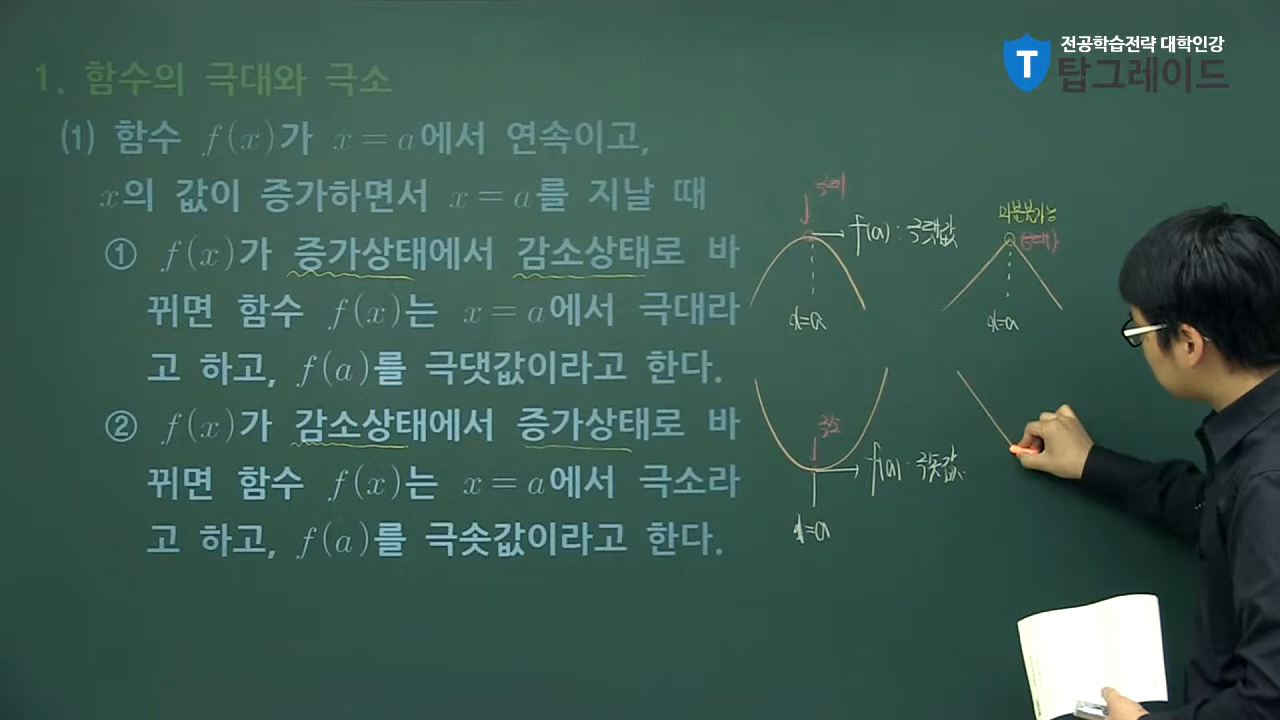 전공학습전략 대학인강
T 탑그레이드
1. 함수의 극대와 극소
(1) 함수 f(x)가 x=a에서 연속이고,
x의 값이 증가하면서 x=a를 지날 때
① f(x)가 증가상태에서 감소상태로 바
뀌면 함수 f(x)는 x=a에서 극대라
고 하고, f(a)를 극댓값이라고 한다.
② f(x)가 감소상태에서 증가상태로 바
뀌면 함수 f(x)는 x=a에서 극소라
고 하고, f(a)를 극솟값이라고 한다.
극대
f(a) : 극댓값
x=a
미분불가능
(극대)
x=a
극소
f(a) : 극솟값
x=a